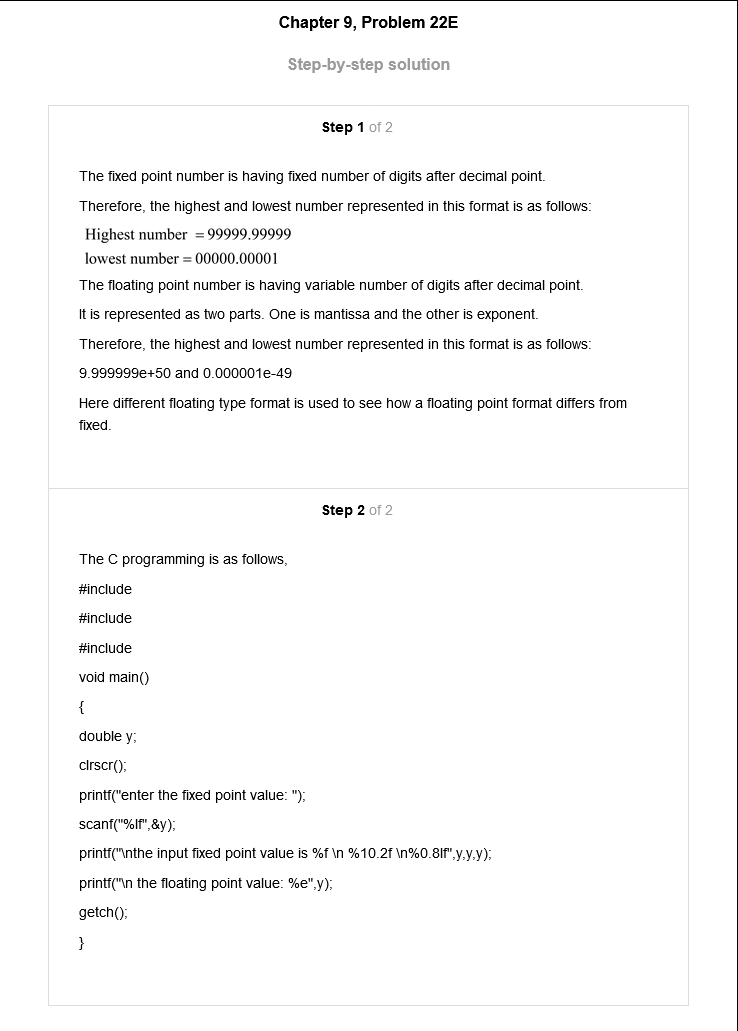 Chapter 9, Problem 22E
Step-by-step solution
Step 1 of 2
The fixed point number is having fixed number of digits after decimal point.
Therefore, the highest and lowest number represented in this format is as follows:
Highest number = 99999.99999
lowest number = 00000.00001
The floating point number is having variable number of digits after decimal point.
It is represented as two parts. One is mantissa and the other is exponent.
Therefore, the highest and lowest number represented in this format is as follows:
9.999999e+50 and 0.000001e-49
Here different floating type format is used to see how a floating point format differs from
fixed.
Step 2 of 2
The C programming is as follows,
#include
#include
#include
void main()
{
double y;
clrscr();
printf("enter the fixed point value: ");
scanf("%lf",&y);
printf("\nthe input fixed point value is %f \n %10.2f \n%0.8lf",y,y,y);
printf("\n the floating point value: %e",y);
getch();
}